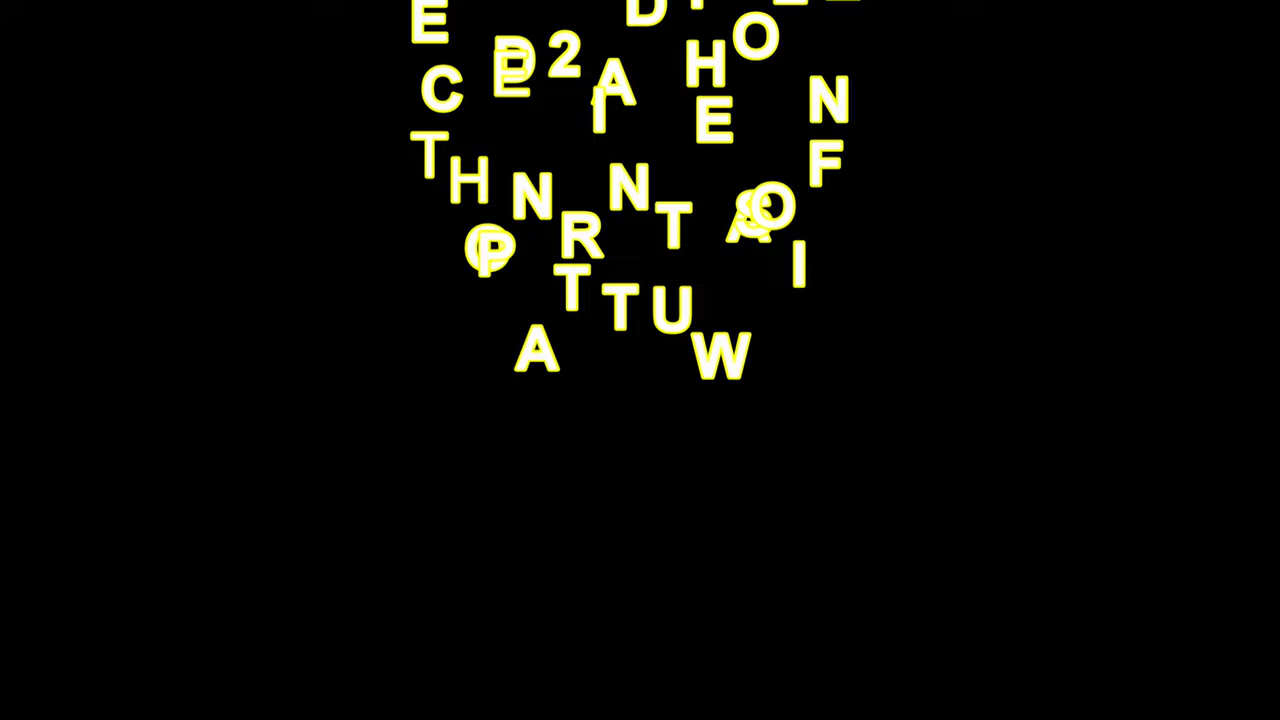 E D O
D E 2 A H
C I E N
T H N N F
O P R T A S O
T T U I
A W